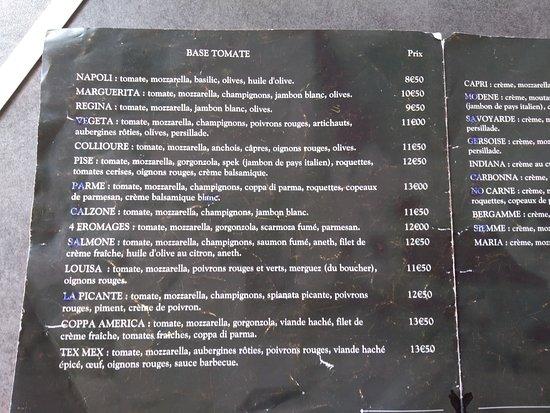 BASE TOMATE Prix
NAPOLI : tomate, mozzarella, basilic, olives, huile d'olive. 8€50
MARGUERITA : tomate, mozzarella, champignons, jambon blanc, olives. 10€50
REGINA : tomate, mozzarella, jambon blanc, olives. 9€50
VEGETA : tomate, mozzarella, champignons, poivrons rouges, artichauts, 11€00
aubergines rôties, olives, persillade.
COLLIOURE : tomate, mozzarella, anchois, câpres, oignons rouges, olives. 11€50
PISE : tomate, mozzarella, gorgonzola, spek (jambon de pays italien), roquettes, 12€50
tomates cerises, oignons rouges, crème balsamique.
PARME : tomate, mozzarella, champignons, coppa di parma, roquettes, copeaux 13€00
de parmesan, crème balsamique blanc.
CALZONE : tomate, mozzarella, champignons, jambon blanc. 11€50
4 FROMAGES : tomate, mozzarella, gorgonzola, scarmoza fumé, parmesan. 12€00
SALMONE : tomate, mozzarella, champignons, saumon fumé, aneth, filet de 12€50
crème fraîche, huile d'olive au citron, aneth.
LOUISA : tomate, mozzarella, poivrons rouges et verts, merguez (du boucher), 11€50
oignons rouges.
LA PICANTE : tomate, mozzarella, champignons, spianata picante, poivrons 12€50
rouges, piment, crème de poivron.
COPPA AMERICA : tomate, mozzarella, gorgonzola, viande haché, filet de 13€50
crème fraîche, tomates fraîches, coppa di parma.
TEX MEX : tomate, mozzarella, aubergines rôties, poivrons rouges, viande haché 13€50
épicé, œuf, oignons rouges, sauce barbecue.
CAPRI : crème, mozzarella
MODENE : crème, mouta
(jambon de pays italien), c
SAVOYARDE : crème,
persillade.
GERSOISE : crème, mo
persillade.
INDIANA : crème au c
CARBONNA : crème,
NO CARNE : crème, m
roquettes, copeaux de p
BERGAMME : crème,
SIEMME : crème, mo
MARIA : crème, mozz